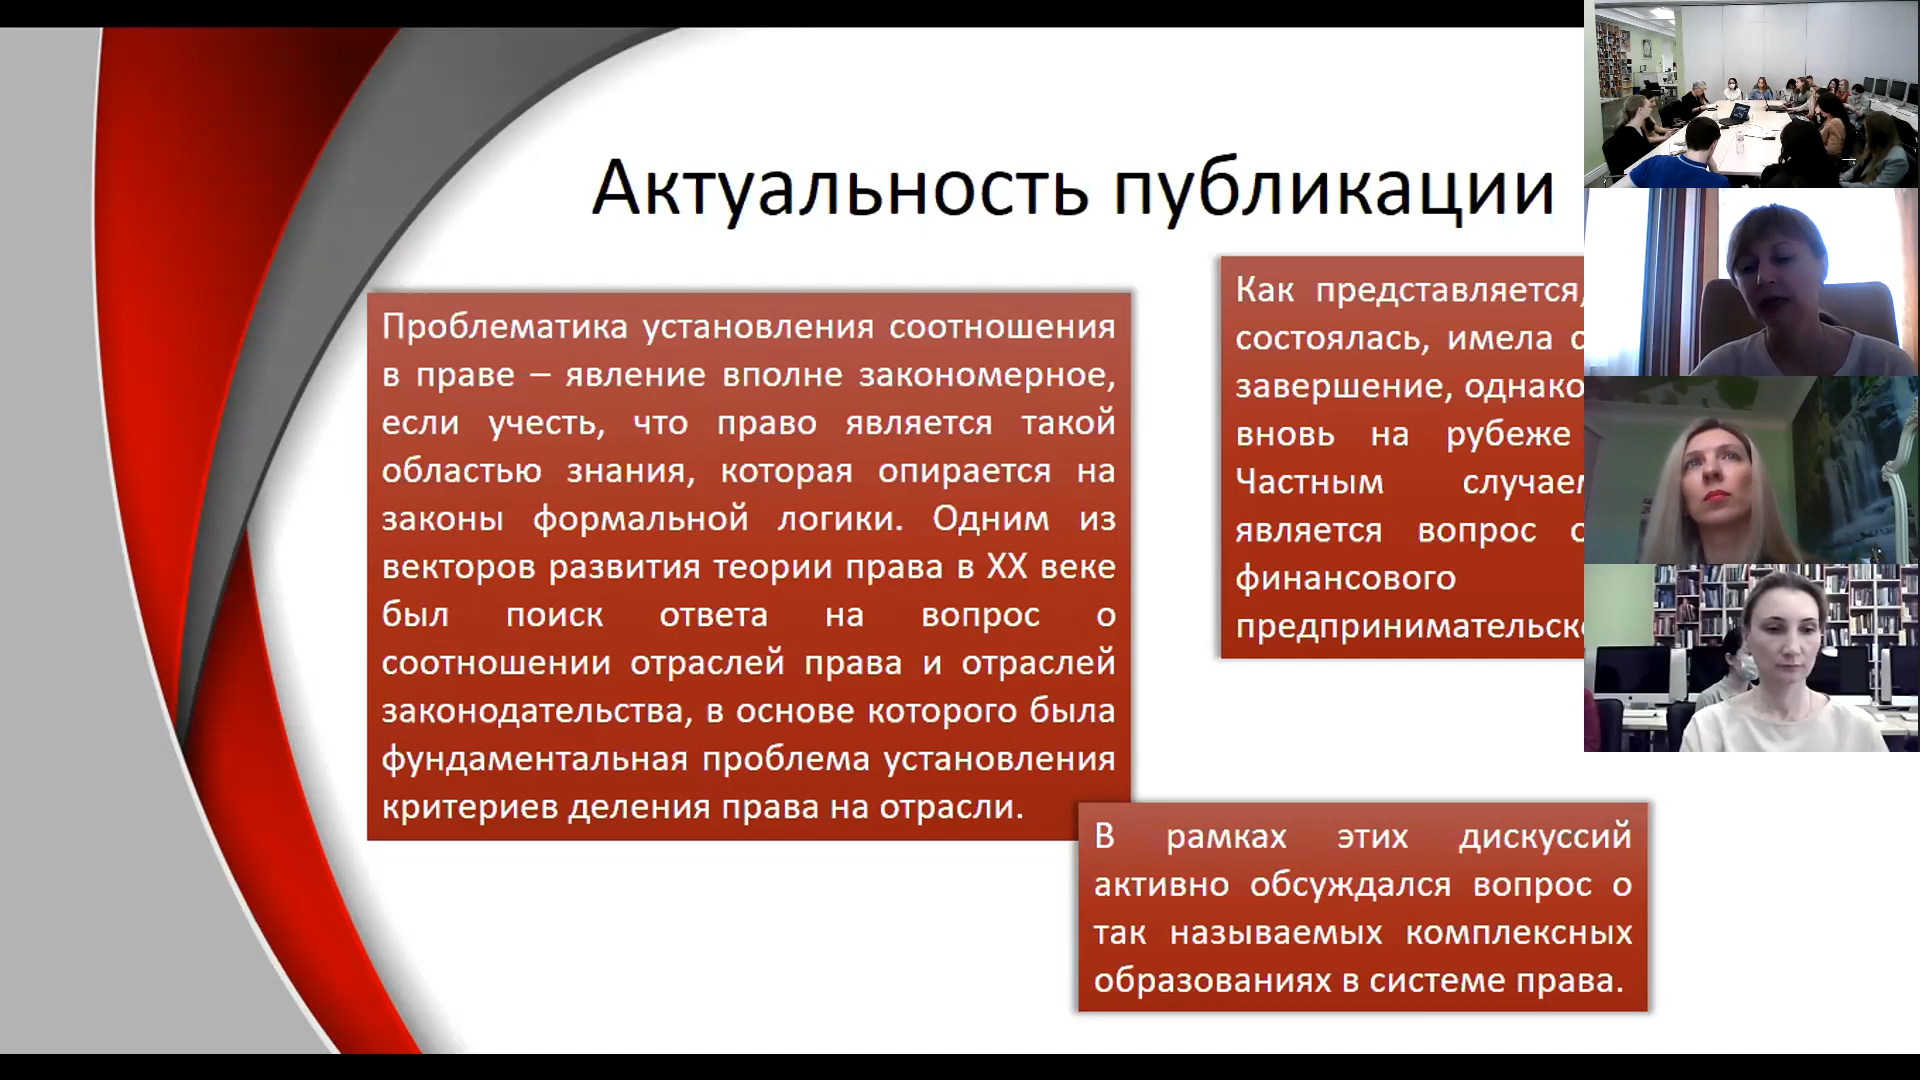 Актуальность публикации
Проблематика установления соотношения
в праве – явление вполне закономерное,
если учесть, что право является такой
областью знания, которая опирается на
законы формальной логики. Одним из
векторов развития теории права в XX веке
был поиск ответа на вопрос о
соотношении отраслей права и отраслей
законодательства, в основе которого была
фундаментальная проблема установления
критериев деления права на отрасли.
Как представляется,
состоялась, имела
завершение, однако
вновь на рубеже
Частным
является вопрос
финансового
В рамках этих дискуссий
активно обсуждался вопрос о
так называемых комплексных
образованиях в системе права.